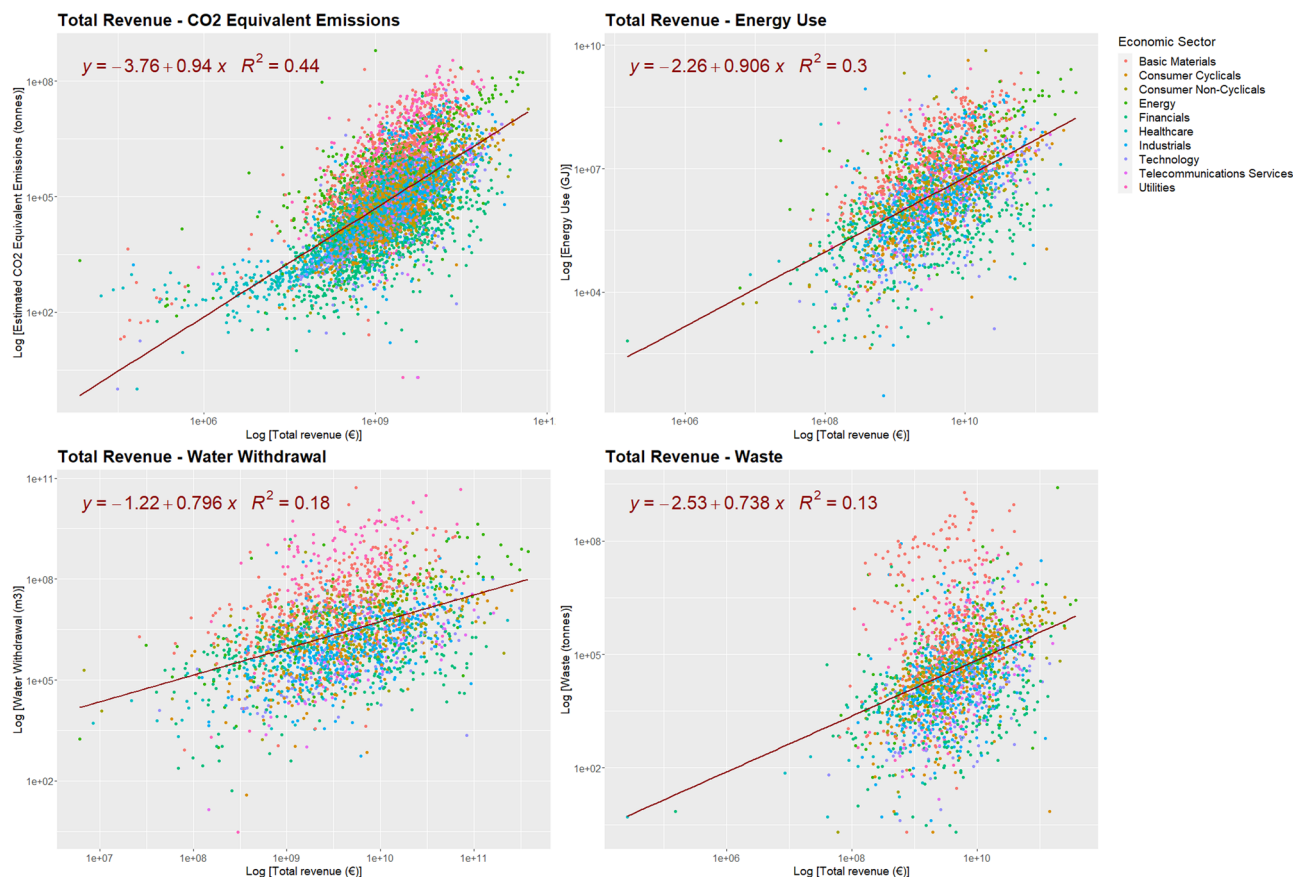 Total Revenue - CO2 Equivalent Emissions
y = −3.76 + 0.94 x R² = 0.44
Log [Estimated CO2 Equivalent Emissions (tonnes)]
1e+08
1e+05
1e+02
1e+06
1e+09
1e+1
Log [Total revenue (€)]
Total Revenue - Energy Use
y = −2.26 + 0.906 x R² = 0.3
Log [Energy Use (GJ)]
1e+10
1e+07
1e+04
1e+06
1e+08
1e+10
Log [Total revenue (€)]
Economic Sector
Basic Materials
Consumer Cyclicals
Consumer Non-Cyclicals
Energy
Financials
Healthcare
Industrials
Technology
Telecommunications Services
Utilities
Total Revenue - Water Withdrawal
y = −1.22 + 0.796 x R² = 0.18
Log [Water Withdrawal (m3)]
1e+11
1e+08
1e+05
1e+02
1e+07
1e+08
1e+09
1e+10
1e+11
Log [Total revenue (€)]
Total Revenue - Waste
y = −2.53 + 0.738 x R² = 0.13
Log [Waste (tonnes)]
1e+08
1e+05
1e+02
1e+06
1e+08
1e+10
Log [Total revenue (€)]